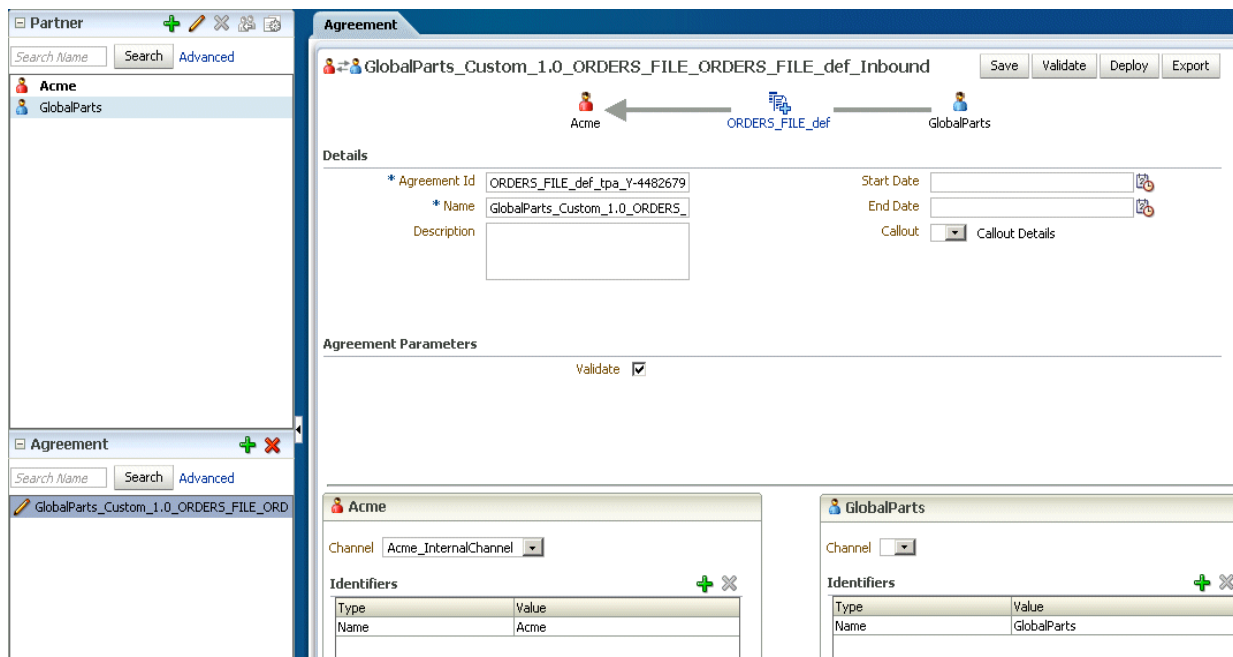 Partner
Search Name Search Advanced
Acme
GlobalParts
Agreement
Search Name Search Advanced
GlobalParts_Custom_1.0_ORDERS_FILE_ORD
Agreement
GlobalParts_Custom_1.0_ORDERS_FILE_ORDERS_FILE_def_Inbound Save Validate Deploy Export
Acme ORDERS_FILE_def GlobalParts
Details
* Agreement Id ORDERS_FILE_def_tpa_Y-4482679 Start Date
* Name GlobalParts_Custom_1.0_ORDERS_ End Date
Description Callout Callout Details
Agreement Parameters
Validate
Acme
Channel Acme_InternalChannel
Identifiers
Type Value
Name Acme
GlobalParts
Channel
Identifiers
Type Value
Name GlobalParts